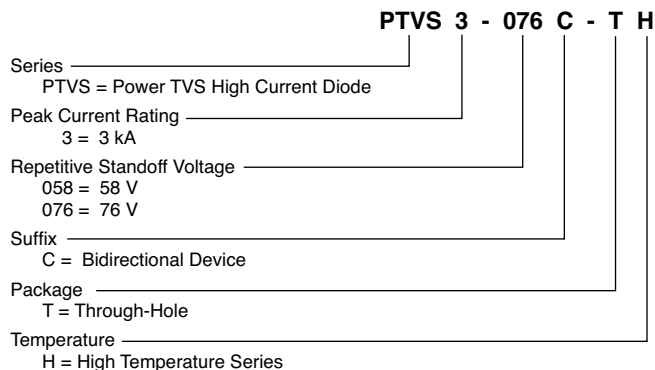 PTVS 3 - 076 C - T H
Series
PTVS = Power TVS High Current Diode
Peak Current Rating
3 = 3 kA
Repetitive Standoff Voltage
058 = 58 V
076 = 76 V
Suffix
C = Bidirectional Device
Package
T = Through-Hole
Temperature
H = High Temperature Series